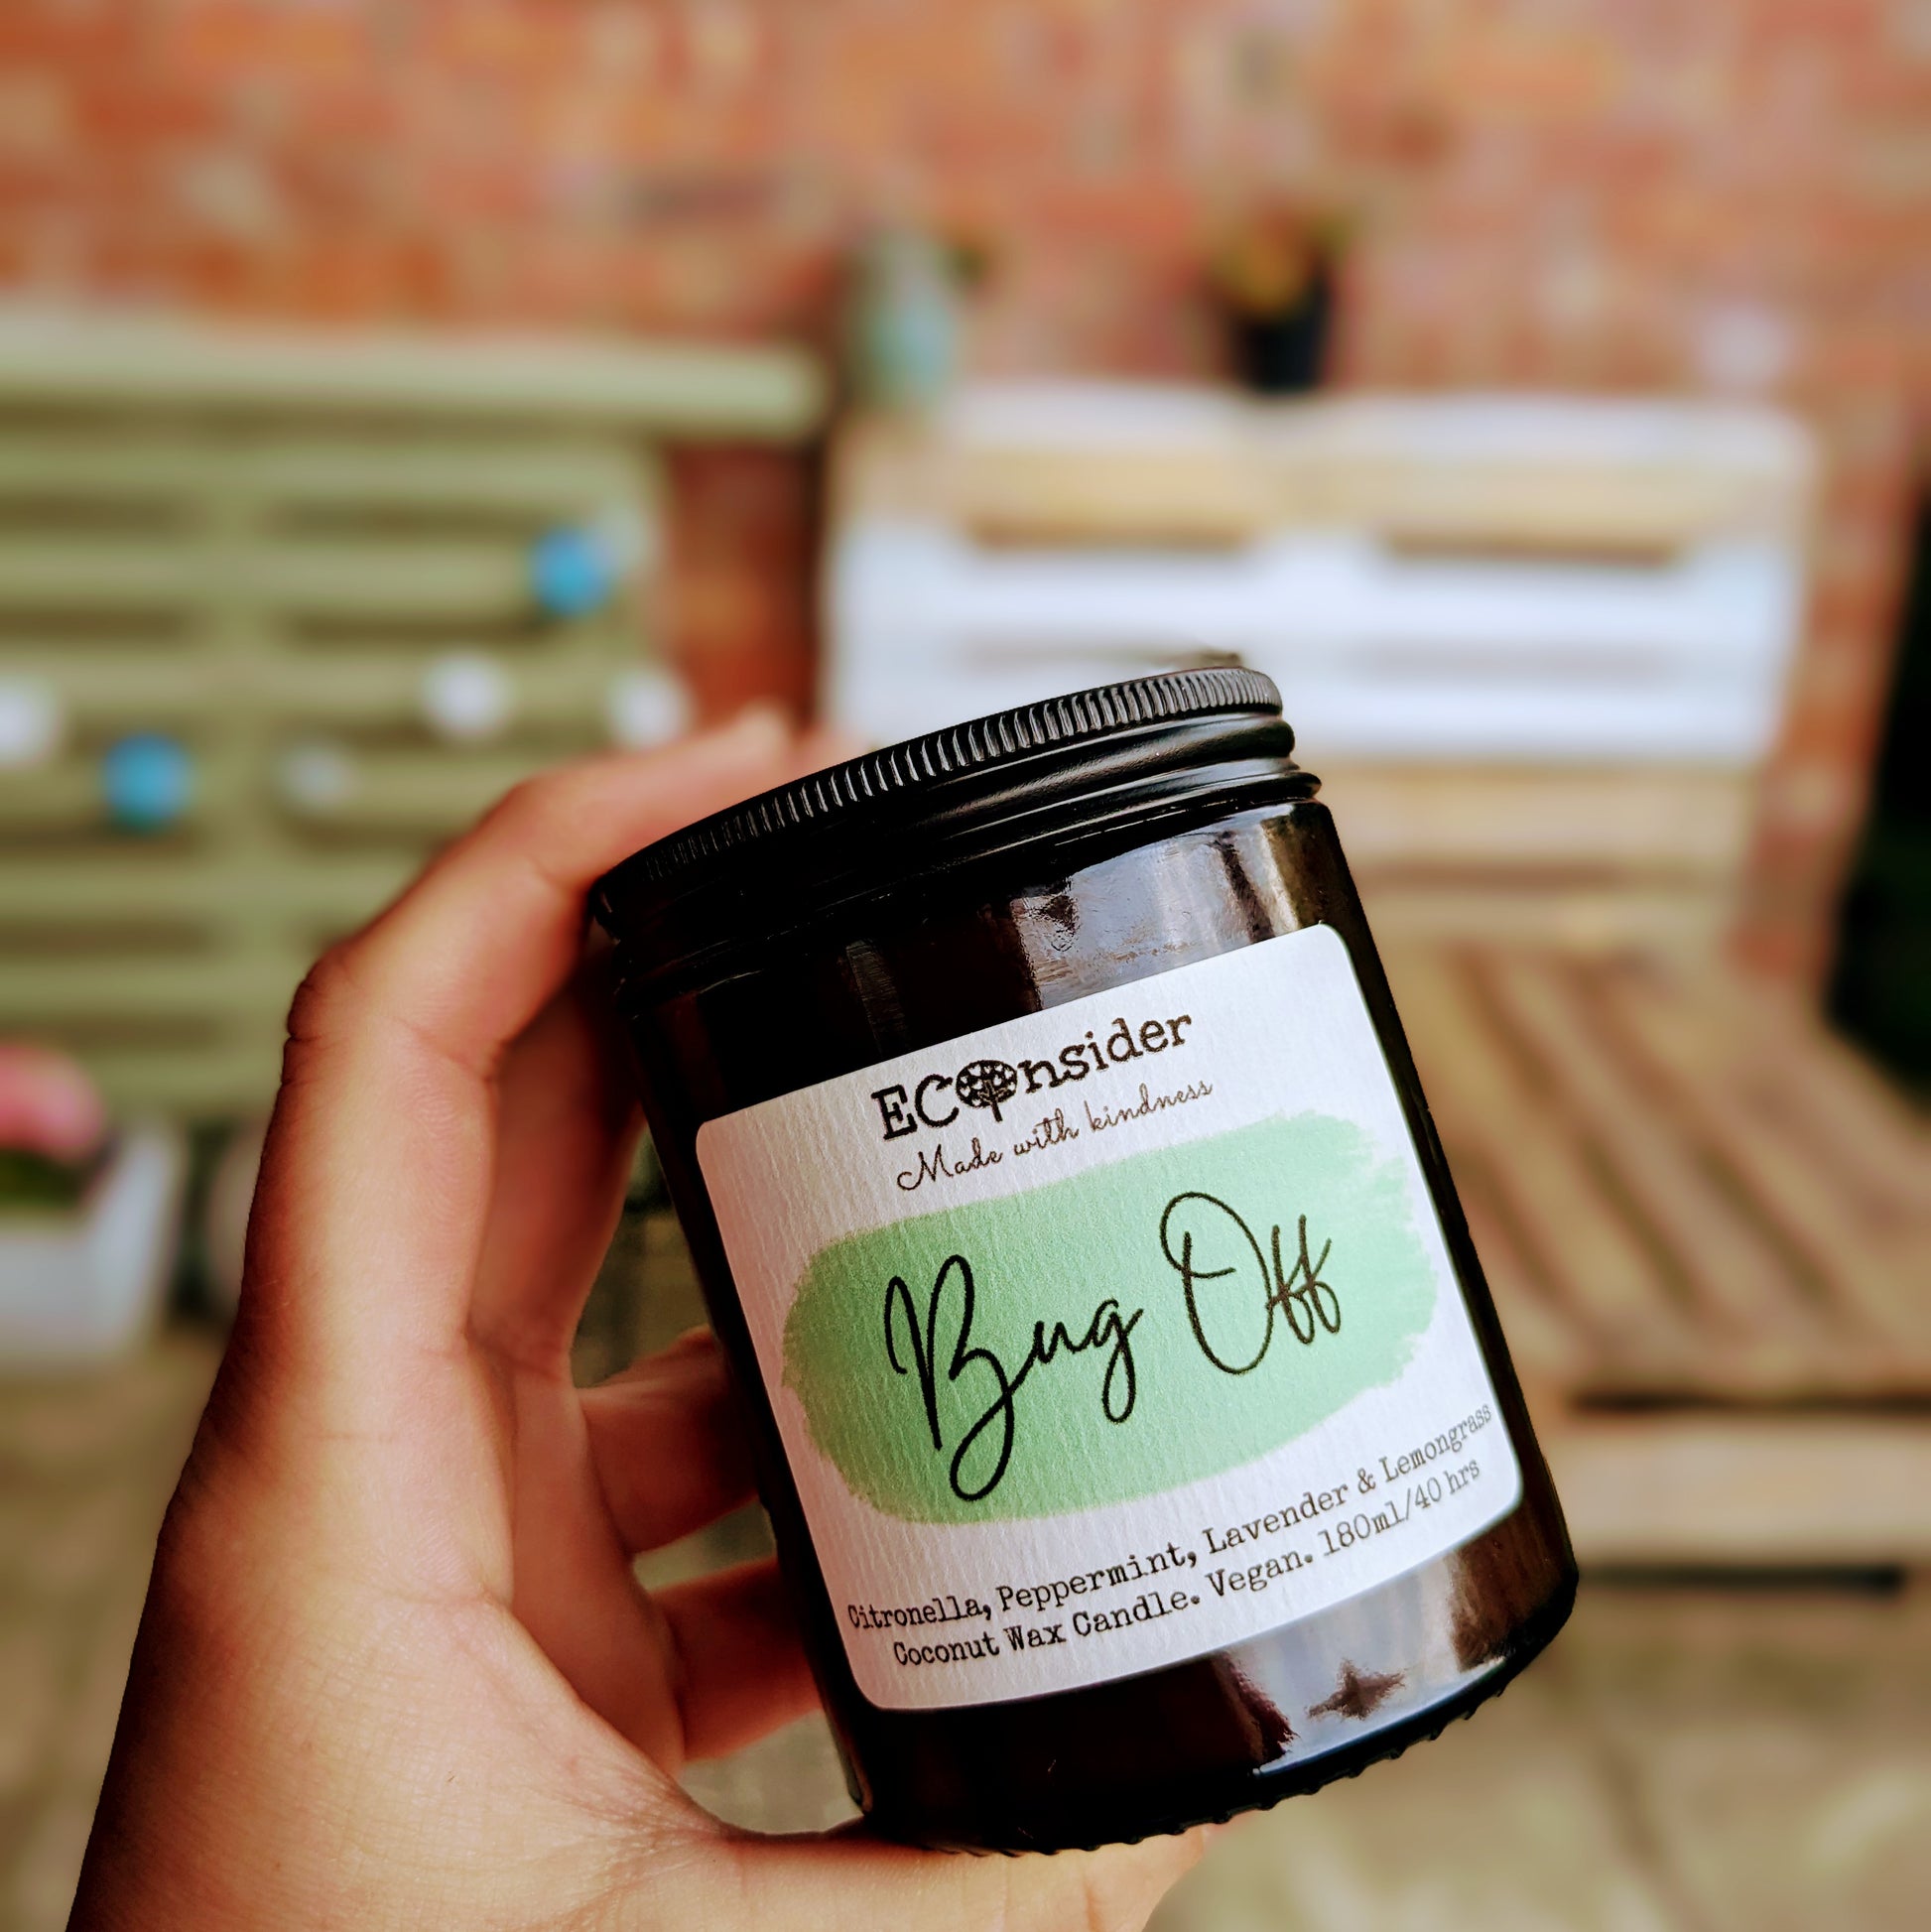 ECOnsider
Made with kindness
Bug Off
Citronella, Peppermint, Lavender & Lemongrass
Coconut Wax Candle. Vegan. 180ml/40 hrs